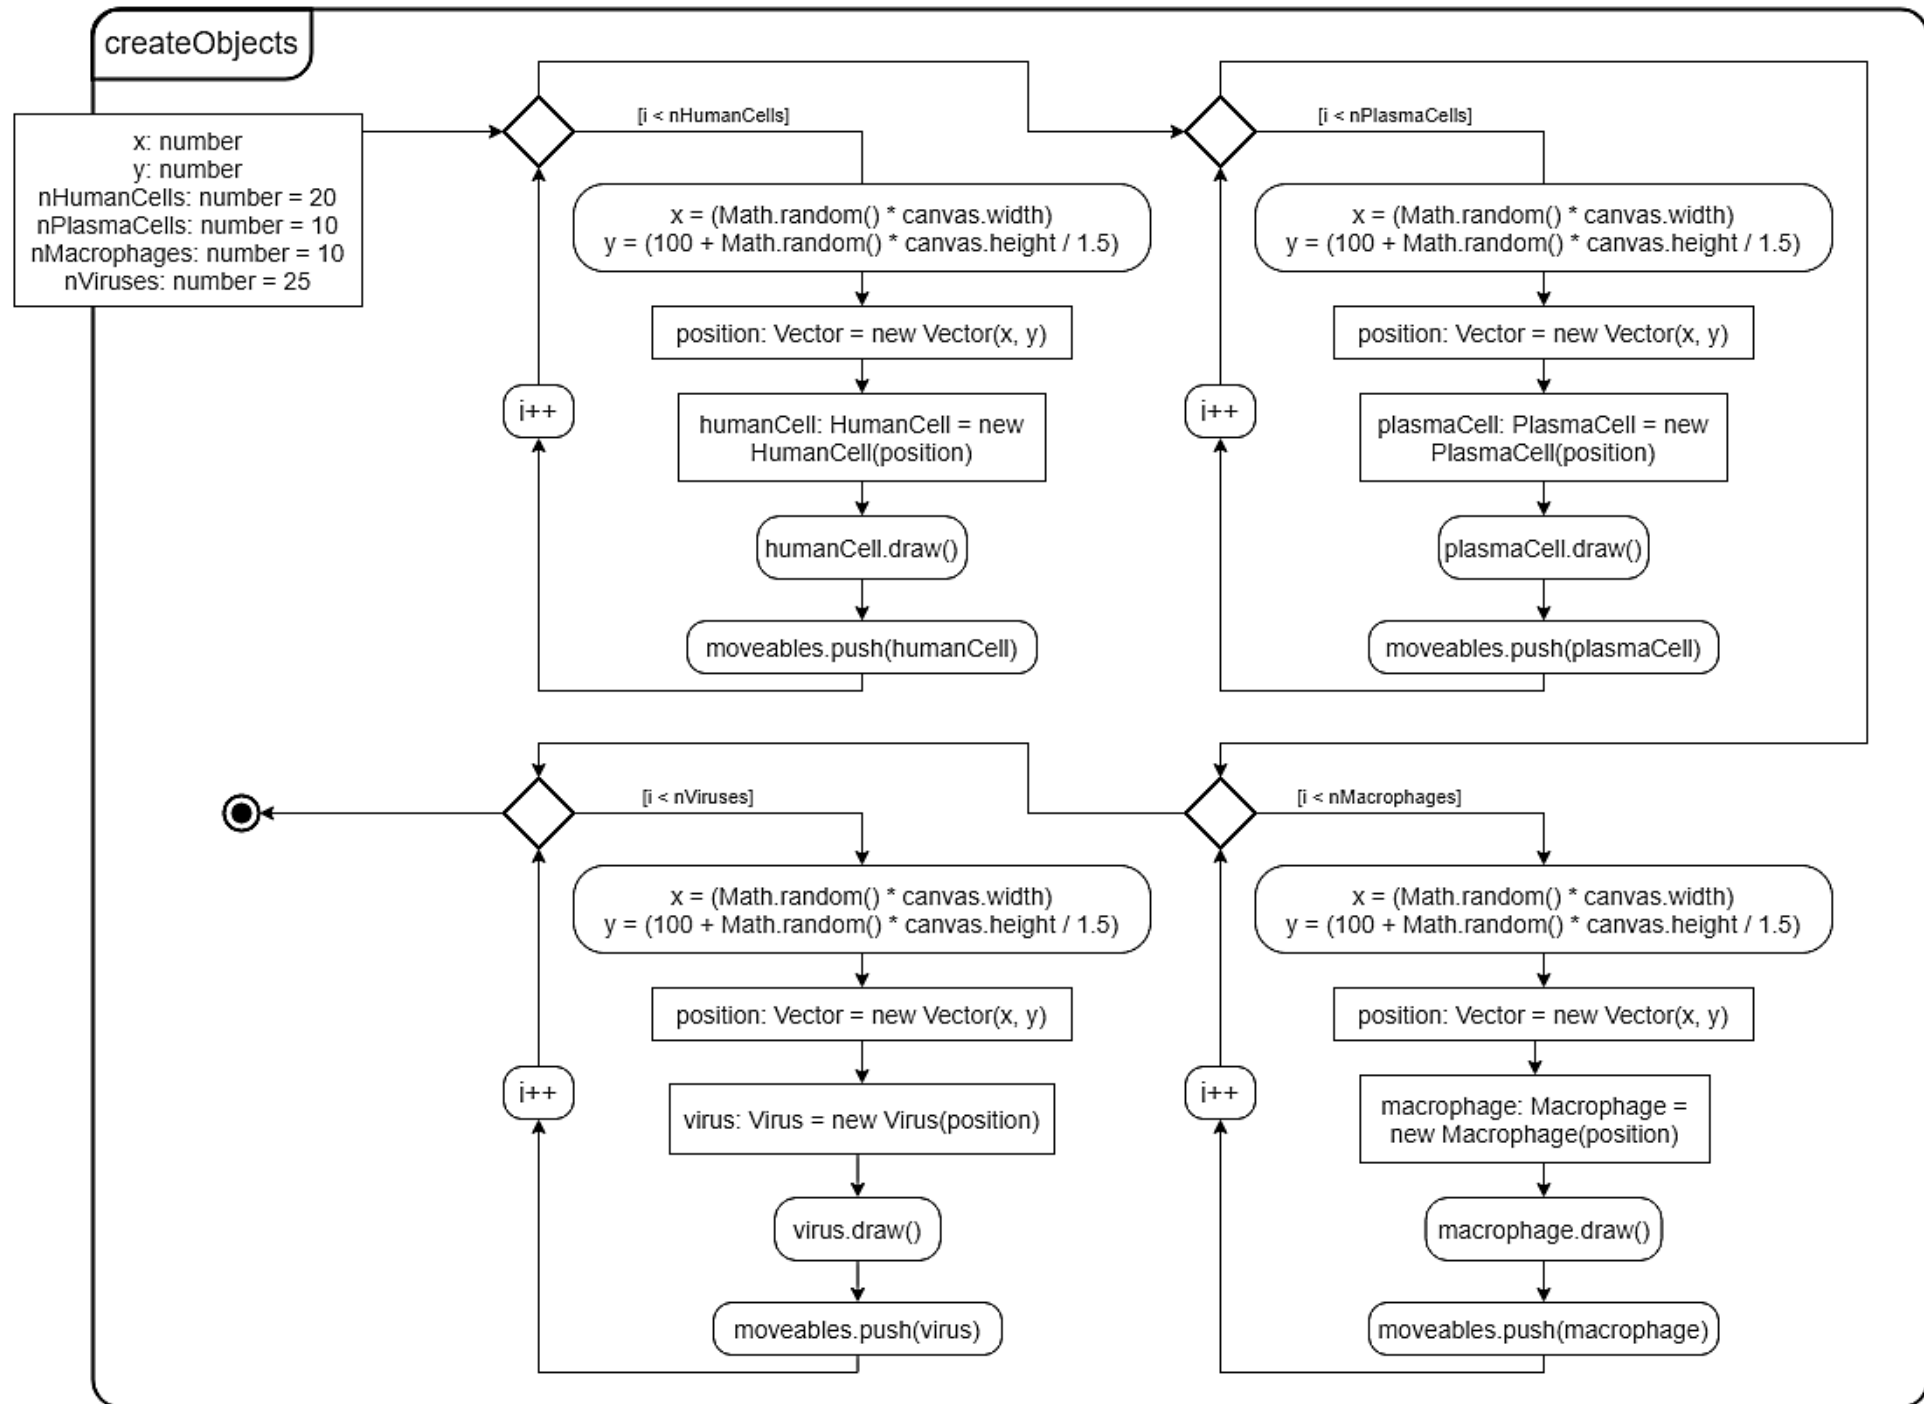 createObjects
x: number
y: number
nHumanCells: number = 20
nPlasmaCells: number = 10
nMacrophages: number = 10
nViruses: number = 25
[i < nHumanCells]
x = (Math.random() * canvas.width)
y = (100 + Math.random() * canvas.height / 1.5)
position: Vector = new Vector(x, y)
i++
humanCell: HumanCell = new
HumanCell(position)
humanCell.draw()
moveables.push(humanCell)
[i < nPlasmaCells]
x = (Math.random() * canvas.width)
y = (100 + Math.random() * canvas.height / 1.5)
position: Vector = new Vector(x, y)
i++
plasmaCell: PlasmaCell = new
PlasmaCell(position)
plasmaCell.draw()
moveables.push(plasmaCell)
[i < nViruses]
x = (Math.random() * canvas.width)
y = (100 + Math.random() * canvas.height / 1.5)
position: Vector = new Vector(x, y)
i++
virus: Virus = new Virus(position)
virus.draw()
moveables.push(virus)
[i < nMacrophages]
x = (Math.random() * canvas.width)
y = (100 + Math.random() * canvas.height / 1.5)
position: Vector = new Vector(x, y)
i++
macrophage: Macrophage =
new Macrophage(position)
macrophage.draw()
moveables.push(macrophage)